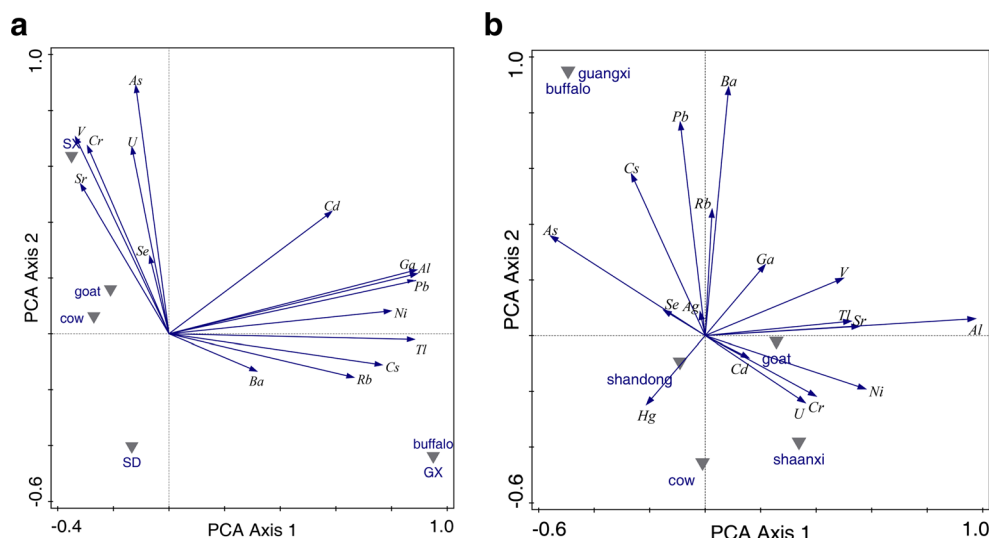 a
1.0
As
V
Cr
SX
U
Sr
Se
Cd
Ga
Al
Pb
goat
cow
Ni
Tl
Cs
Ba
Rb
SD
buffalo
GX
-0.6
PCA Axis 2
-0.4
PCA Axis 1
1.0
b
1.0
guangxi
buffalo
Ba
Pb
Cs
Rb
As
Ga
V
Se
Ag
Tl
Sr
Al
goat
Cd
shandong
Ni
Hg
U
Cr
shaanxi
cow
-0.6
PCA Axis 2
-0.6
PCA Axis 1
1.0